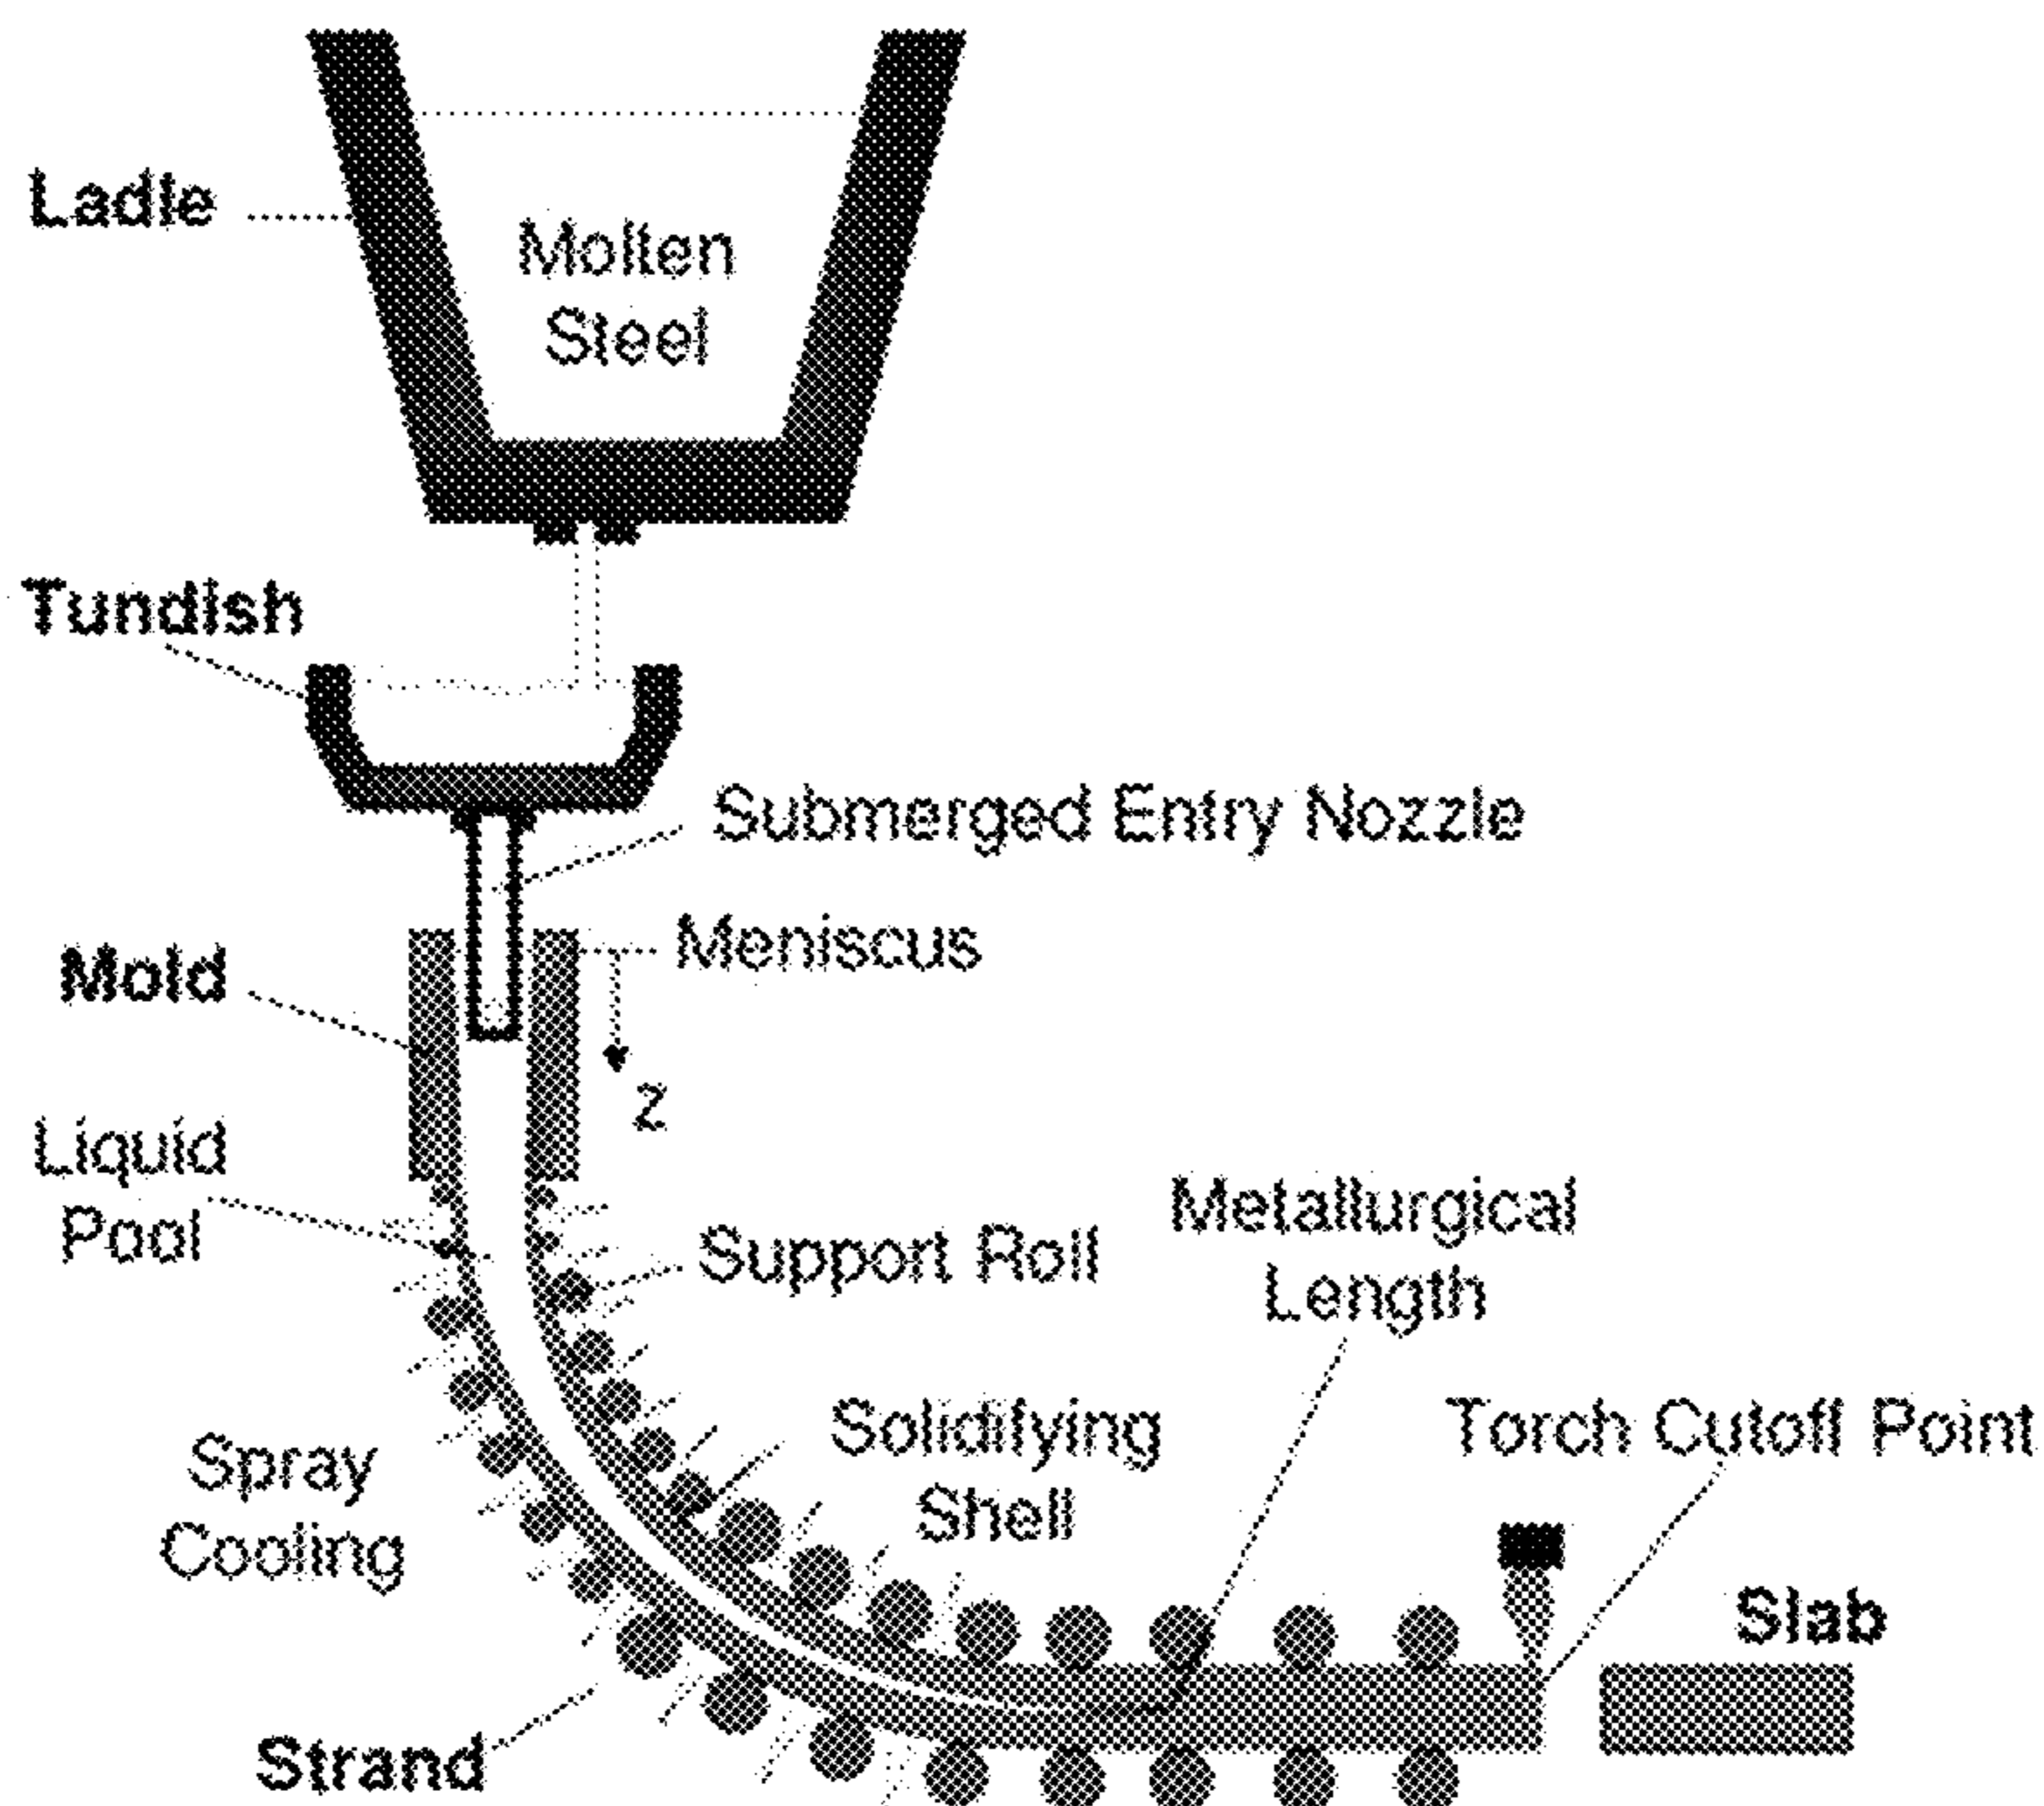 Ladle
Molten
Steel
Tundish
Submerged Entry Nozzle
Meniscus
Mold
z
Liquid
Pool
Support Roll
Metallurgical
Length
Solidifying
Shell
Torch Cutoff Point
Spray
Cooling
Slab
Strand